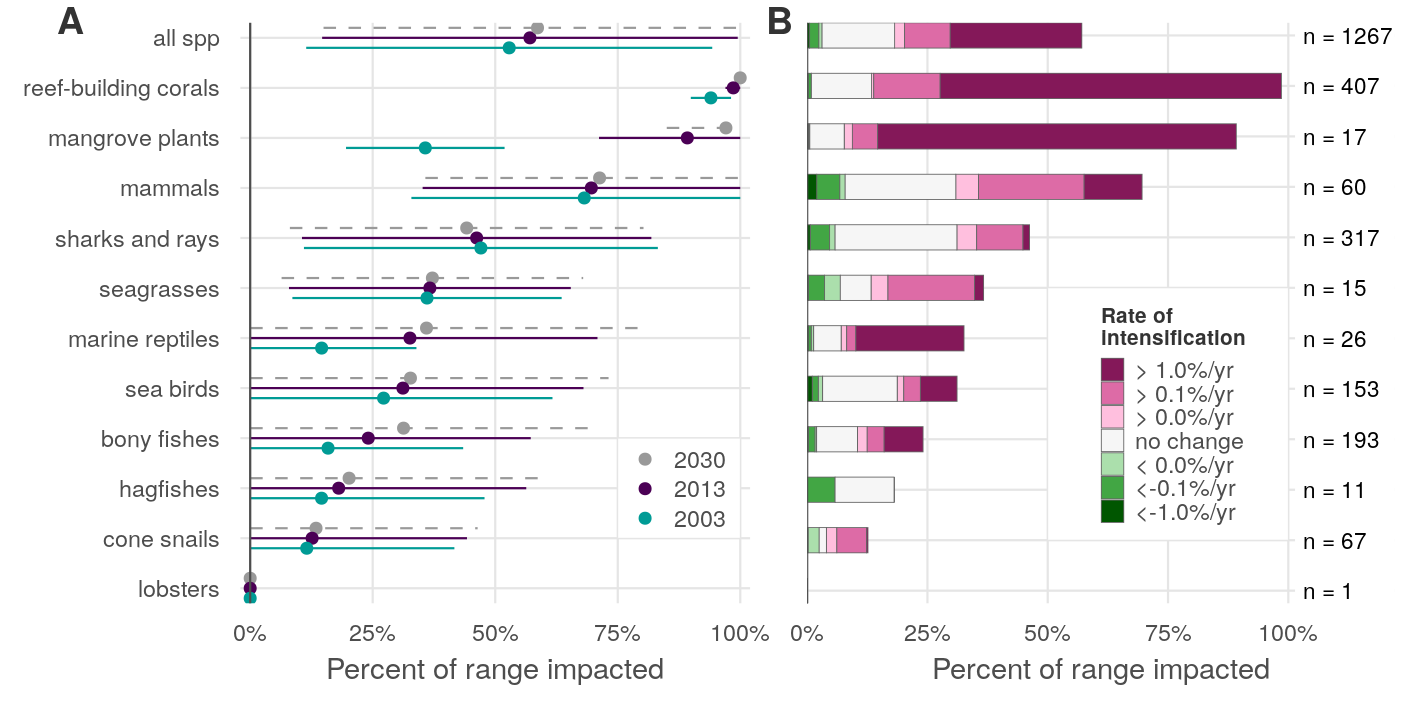 A
all spp
reef-building corals
mangrove plants
mammals
sharks and rays
seagrasses
marine reptiles
sea birds
bony fishes
hagfishes
cone snails
lobsters
2030
2013
2003
0% 25% 50% 75% 100%
Percent of range impacted
B
n = 1267
n = 407
n = 17
n = 60
n = 317
n = 15
n = 26
n = 153
n = 193
n = 11
n = 67
n = 1
Rate of
intensification
> 1.0%/yr
> 0.1%/yr
> 0.0%/yr
no change
< 0.0%/yr
<-0.1%/yr
<-1.0%/yr
0% 25% 50% 75% 100%
Percent of range impacted